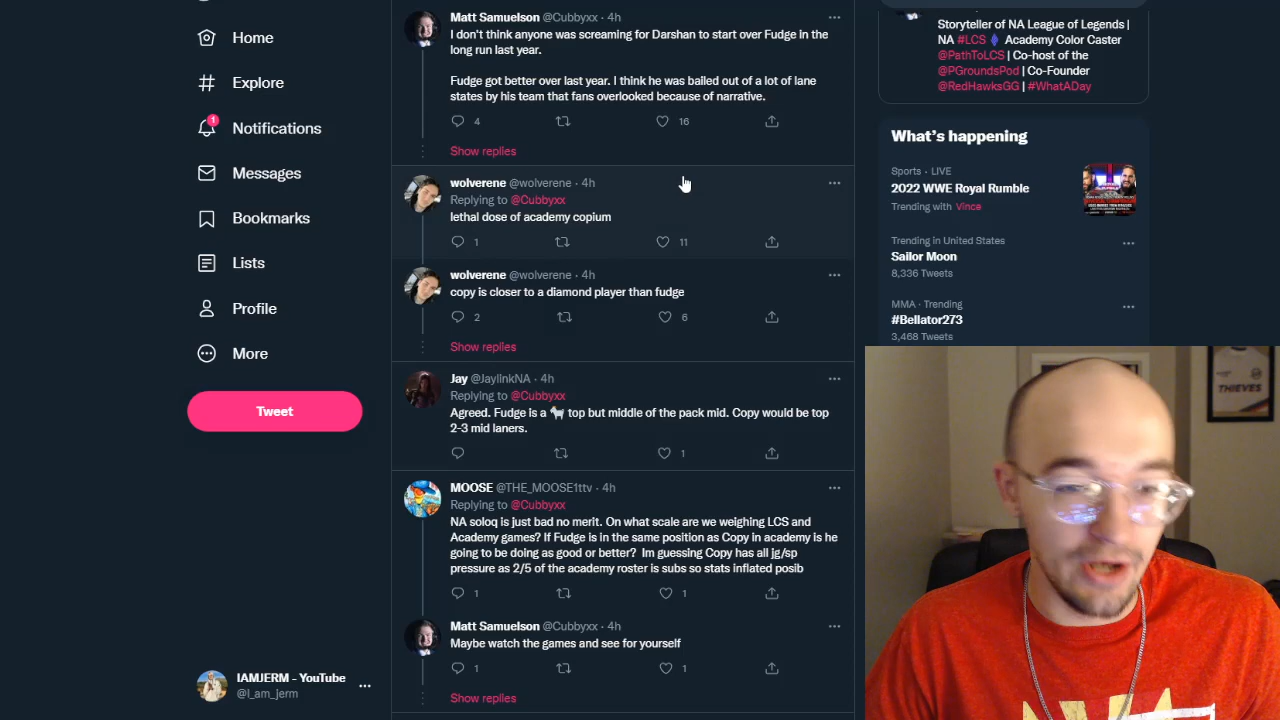 Home
Explore
1
Notifications
Messages
Bookmarks
Lists
Profile
More
Tweet
IAMJERM - YouTube
@I_am_jerm
Matt Samuelson @Cubbyxx · 4h
I don't think anyone was screaming for Darshan to start over Fudge in the
long run last year.
Fudge got better over last year. I think he was bailed out of a lot of lane
states by his team that fans overlooked because of narrative.
4
16
Show replies
wolverene @wolverene · 4h
Replying to @Cubbyxx
lethal dose of academy copium
1
11
wolverene @wolverene · 4h
copy is closer to a diamond player than fudge
2
6
Show replies
Jay @JaylinkNA · 4h
Replying to @Cubbyxx
Agreed. Fudge is a 🐐 top but middle of the pack mid. Copy would be top
2-3 mid laners.
1
MOOSE @THE_MOOSE1ttv · 4h
Replying to @Cubbyxx
NA soloq is just bad no merit. On what scale are we weighing LCS and
Academy games? If Fudge is in the same position as Copy in academy is he
going to be doing as good or better? Im guessing Copy has all jg/sp
pressure as 2/5 of the academy roster is subs so stats inflated posib
1
1
Matt Samuelson @Cubbyxx · 4h
Maybe watch the games and see for yourself
1
1
Show replies
Storyteller of NA League of Legends |
NA #LCS 🔷 Academy Color Caster
@PathToLCS | Co-host of the
@PGroundsPod | Co-Founder
@RedHawksGG | #WhatADay
What's happening
Sports · LIVE
2022 WWE Royal Rumble
Trending with Vince
Trending in United States
Sailor Moon
8,336 Tweets
MMA · Trending
#Bellator273
3,468 Tweets
THIEVES